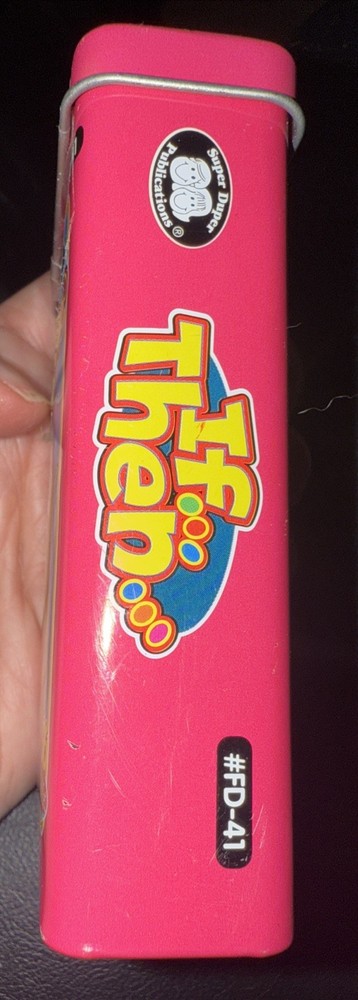 Super Duper
Publications®
If...
Then...
#FD-41